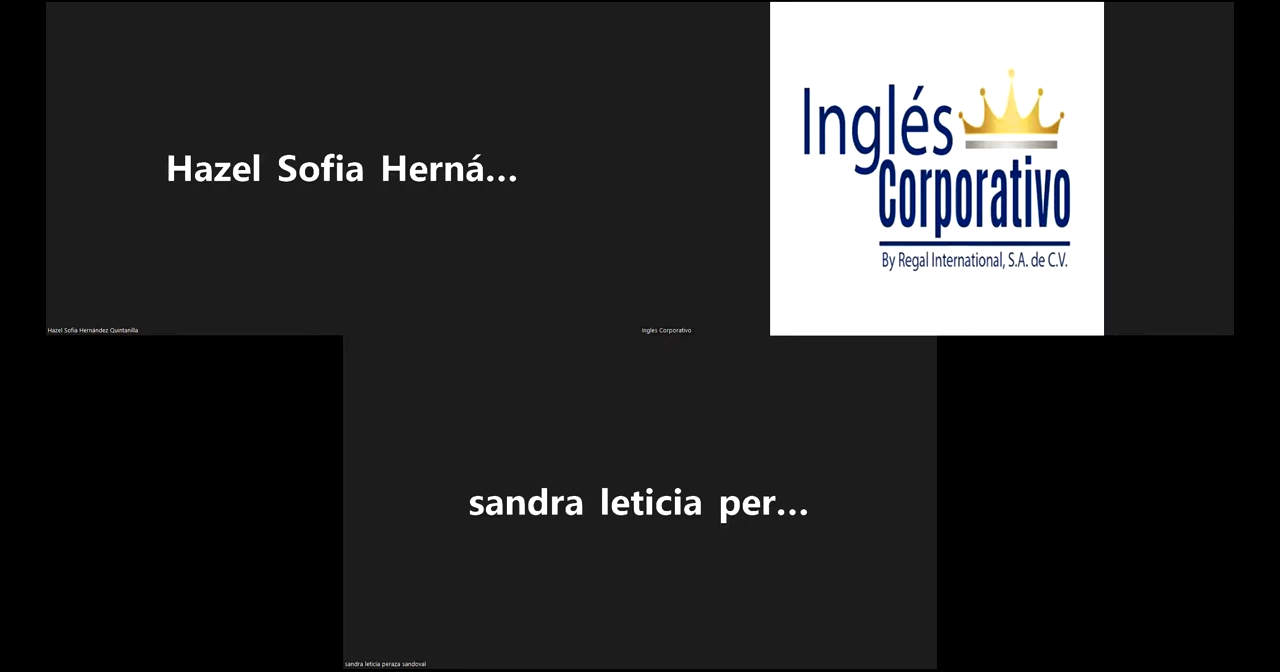 Hazel Sofia Herná...
Hazel Sofia Hernández Quintanilla
Inglés
Corporativo
By Regal International, S.A. de C.V.
Ingles Corporativo
sandra leticia per...
sandra leticia peraza sandoval